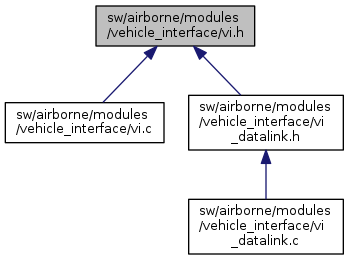 sw/airborne/modules
/vehicle_interface/vi.h
sw/airborne/modules
/vehicle_interface/vi.c
sw/airborne/modules
/vehicle_interface/vi
_datalink.h
sw/airborne/modules
/vehicle_interface/vi
_datalink.c